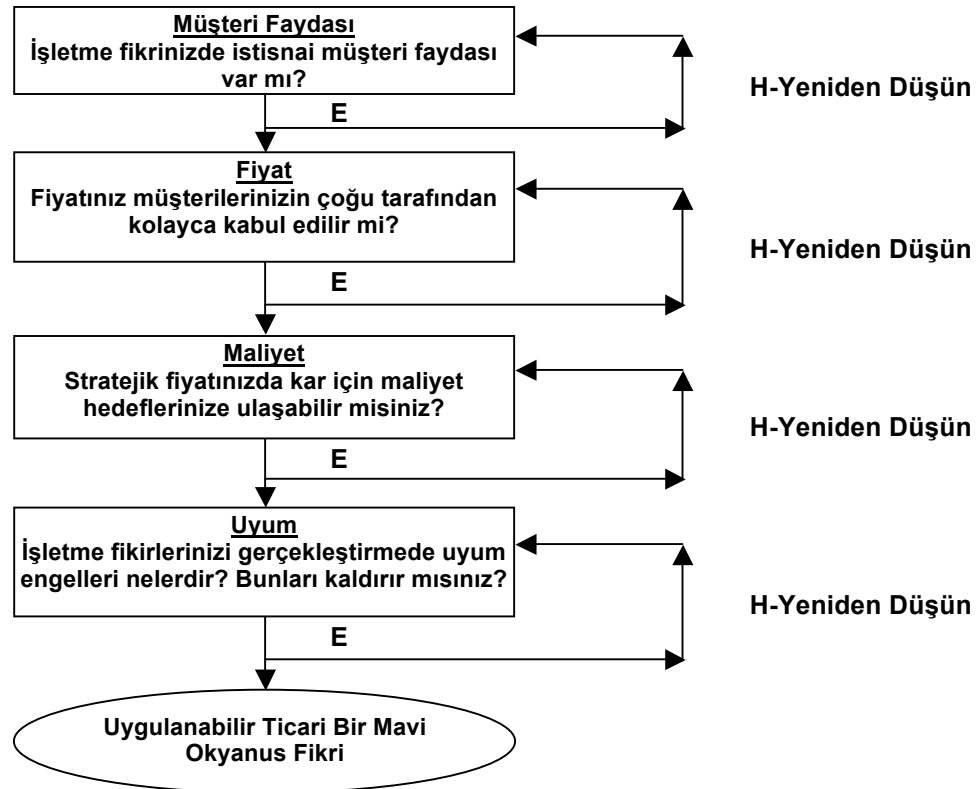 Müşteri Faydası
İşletme fikrinizde istisnai müşteri faydası
var mı?
H-Yeniden Düşün
E
Fiyat
Fiyatınız müşterilerinizin çoğu tarafından
kolayca kabul edilir mi?
H-Yeniden Düşün
E
Maliyet
Stratejik fiyatınızda kar için maliyet
hedeflerinize ulaşabilir misiniz?
H-Yeniden Düşün
E
Uyum
İşletme fikirlerinizi gerçekleştirmede uyum
engelleri nelerdir? Bunları kaldırır mısınız?
H-Yeniden Düşün
E
Uygulanabilir Ticari Bir Mavi
Okyanus Fikri